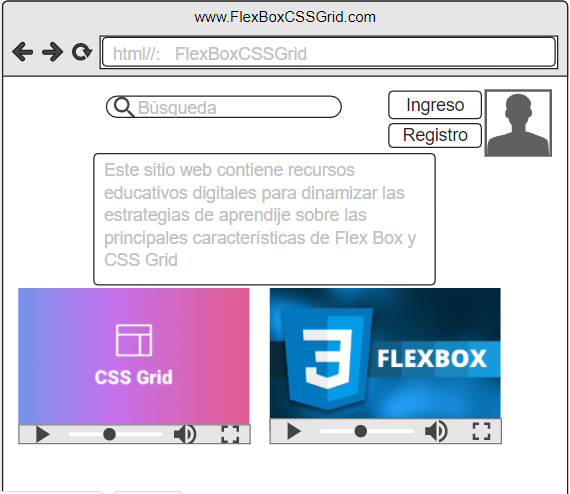 www.FlexBoxCSSGrid.com
html//: FlexBoxCSSGrid
Búsqueda
Ingreso
Registro
Este sitio web contiene recursos
educativos digitales para dinamizar las
estrategias de aprendije sobre las
principales características de Flex Box y
CSS Grid
CSS Grid
3 FLEXBOX